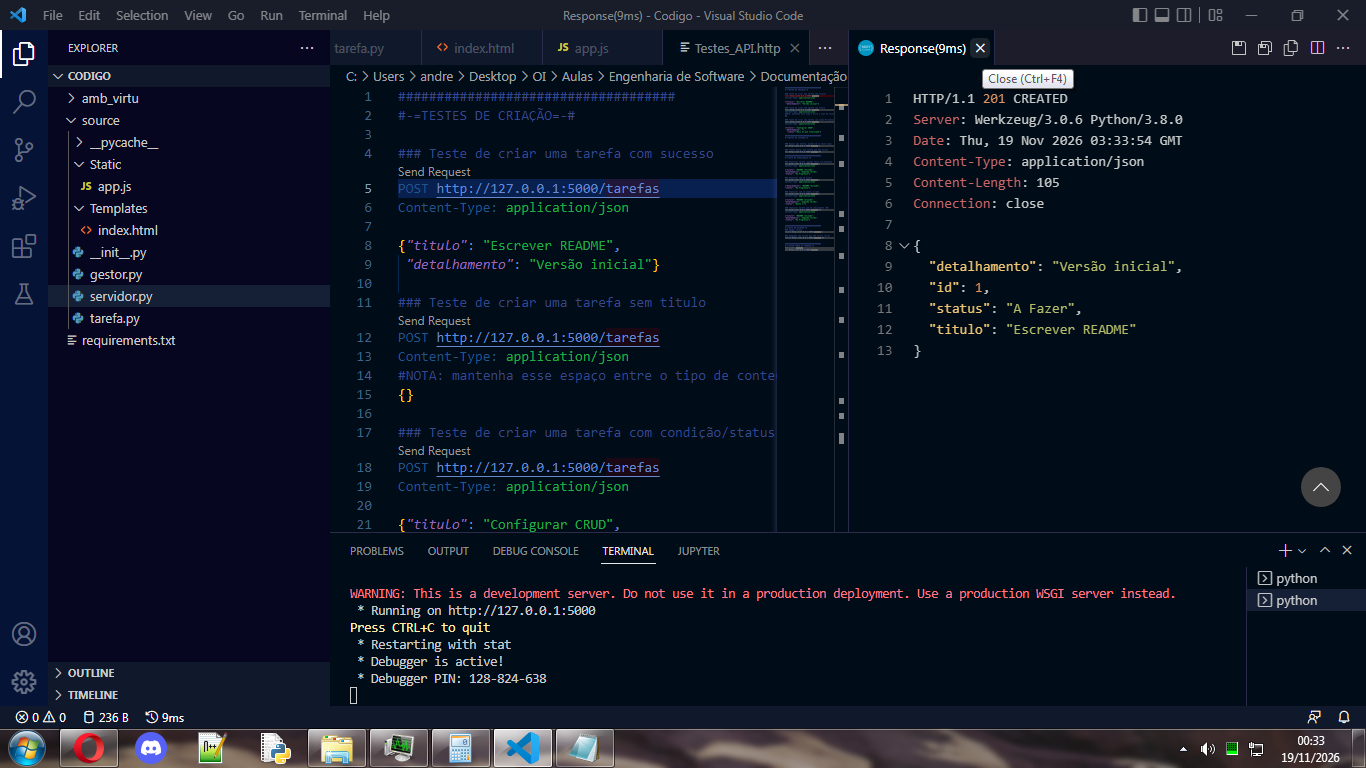 File Edit Selection View Go Run Terminal Help Response(9ms) - Codigo - Visual Studio Code
EXPLORER
CODIGO
amb_virtu
source
__pycache__
Static
JS app.js
Templates
<> index.html
__init__.py
gestor.py
servidor.py
tarefa.py
requirements.txt
OUTLINE
TIMELINE
tarefa.py <> index.html JS app.js Testes_API.http
C: > Users > andre > Desktop > OI > Aulas > Engenharia de Software > Documentação
1 ####################################
2 #-=TESTES DE CRIAÇÃO=-#
3
4 ### Teste de criar uma tarefa com sucesso
Send Request
5 POST http://127.0.0.1:5000/tarefas
6 Content-Type: application/json
7
8 {"titulo": "Escrever README",
9 "detalhamento": "Versão inicial"}
10
11 ### Teste de criar uma tarefa sem titulo
Send Request
12 POST http://127.0.0.1:5000/tarefas
13 Content-Type: application/json
14 #NOTA: mantenha esse espaço entre o tipo de conte
15 {}
16
17 ### Teste de criar uma tarefa com condição/status
Send Request
18 POST http://127.0.0.1:5000/tarefas
19 Content-Type: application/json
20
21 {"titulo": "Configurar CRUD",
Response(9ms)
Close (Ctrl+F4)
1 HTTP/1.1 201 CREATED
2 Server: Werkzeug/3.0.6 Python/3.8.0
3 Date: Thu, 19 Nov 2026 03:33:54 GMT
4 Content-Type: application/json
5 Content-Length: 105
6 Connection: close
7
8 {
9 "detalhamento": "Versão inicial",
10 "id": 1,
11 "status": "A Fazer",
12 "titulo": "Escrever README"
13 }
PROBLEMS OUTPUT DEBUG CONSOLE TERMINAL JUPYTER
WARNING: This is a development server. Do not use it in a production deployment. Use a production WSGI server instead.
* Running on http://127.0.0.1:5000
Press CTRL+C to quit
* Restarting with stat
* Debugger is active!
* Debugger PIN: 128-824-638
python
python
0 0 236 B 9ms
00:33
19/11/2026